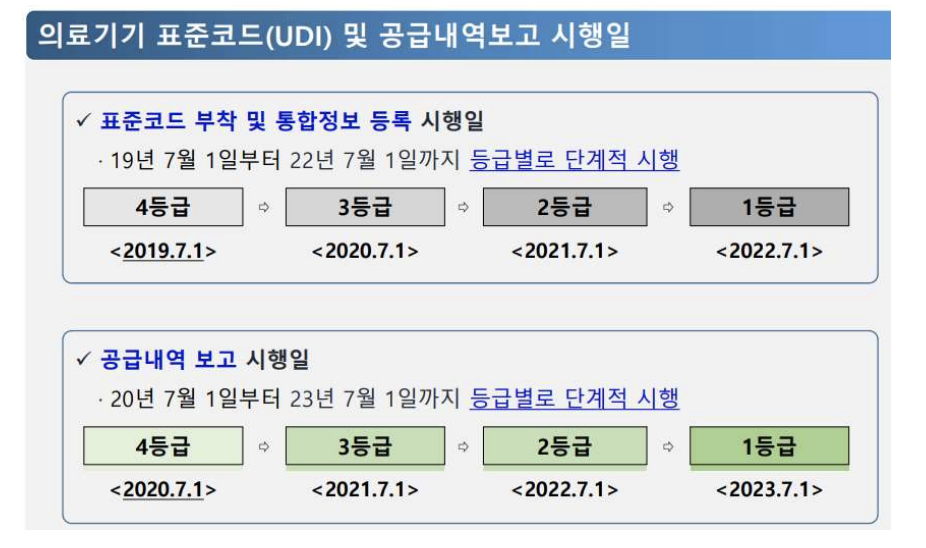 의료기기 표준코드(UDI) 및 공급내역보고 시행일
✓ 표준코드 부착 및 통합정보 등록 시행일
· 19년 7월 1일부터 22년 7월 1일까지 등급별로 단계적 시행
4등급 ⇨ 3등급 ⇨ 2등급 ⇨ 1등급
<2019.7.1> <2020.7.1> <2021.7.1> <2022.7.1>
✓ 공급내역 보고 시행일
· 20년 7월 1일부터 23년 7월 1일까지 등급별로 단계적 시행
4등급 ⇨ 3등급 ⇨ 2등급 ⇨ 1등급
<2020.7.1> <2021.7.1> <2022.7.1> <2023.7.1>